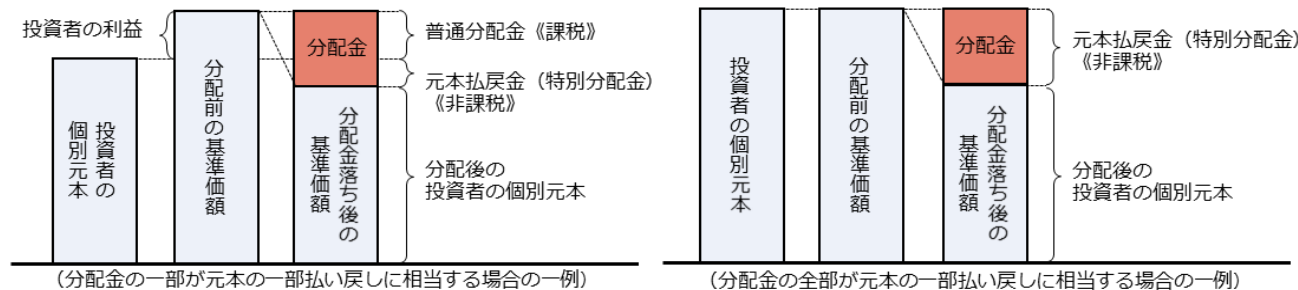 投資者の利益
投資者の
個別元本
分配前の基準価額
分配金
分配金落ち後の
基準価額
普通分配金《課税》
元本払戻金（特別分配金）
《非課税》
分配後の
投資者の個別元本
（分配金の一部が元本の一部払い戻しに相当する場合の一例）
投資者の個別元本
分配前の基準価額
分配金
分配金落ち後の
基準価額
元本払戻金（特別分配金）
《非課税》
分配後の
投資者の個別元本
（分配金の全部が元本の一部払い戻しに相当する場合の一例）